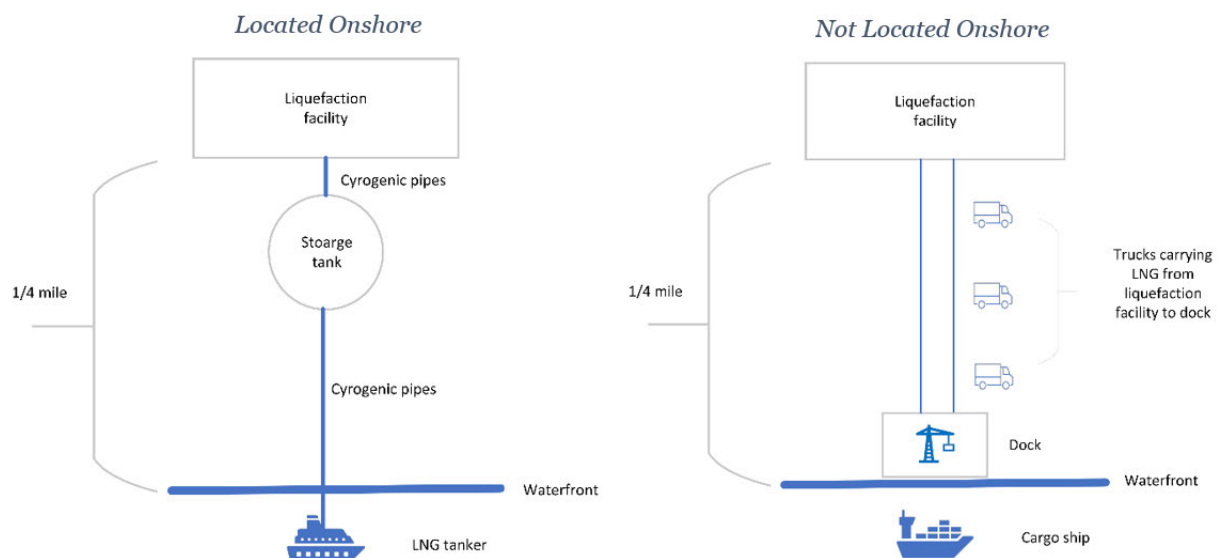 Located Onshore
Liquefaction
facility
Cyrogenic pipes
Stoarge
tank
1/4 mile
Cyrogenic pipes
Waterfront
LNG tanker
Not Located Onshore
Liquefaction
facility
1/4 mile
Trucks carrying
LNG from
liquefaction
facility to dock
Dock
Waterfront
Cargo ship